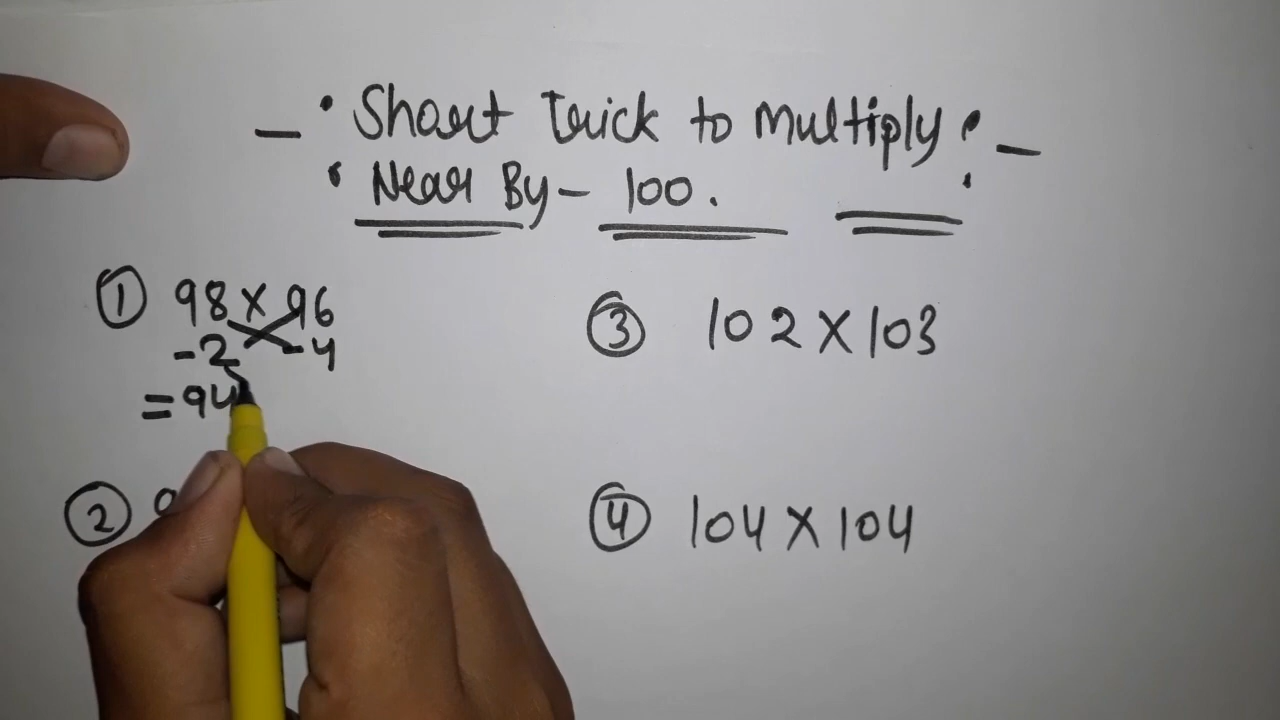 Short Trick to Multiply
Near By - 100.
① 98 X 96
-2 -4
= 94
②
③ 102 X 103
④ 104 X 104